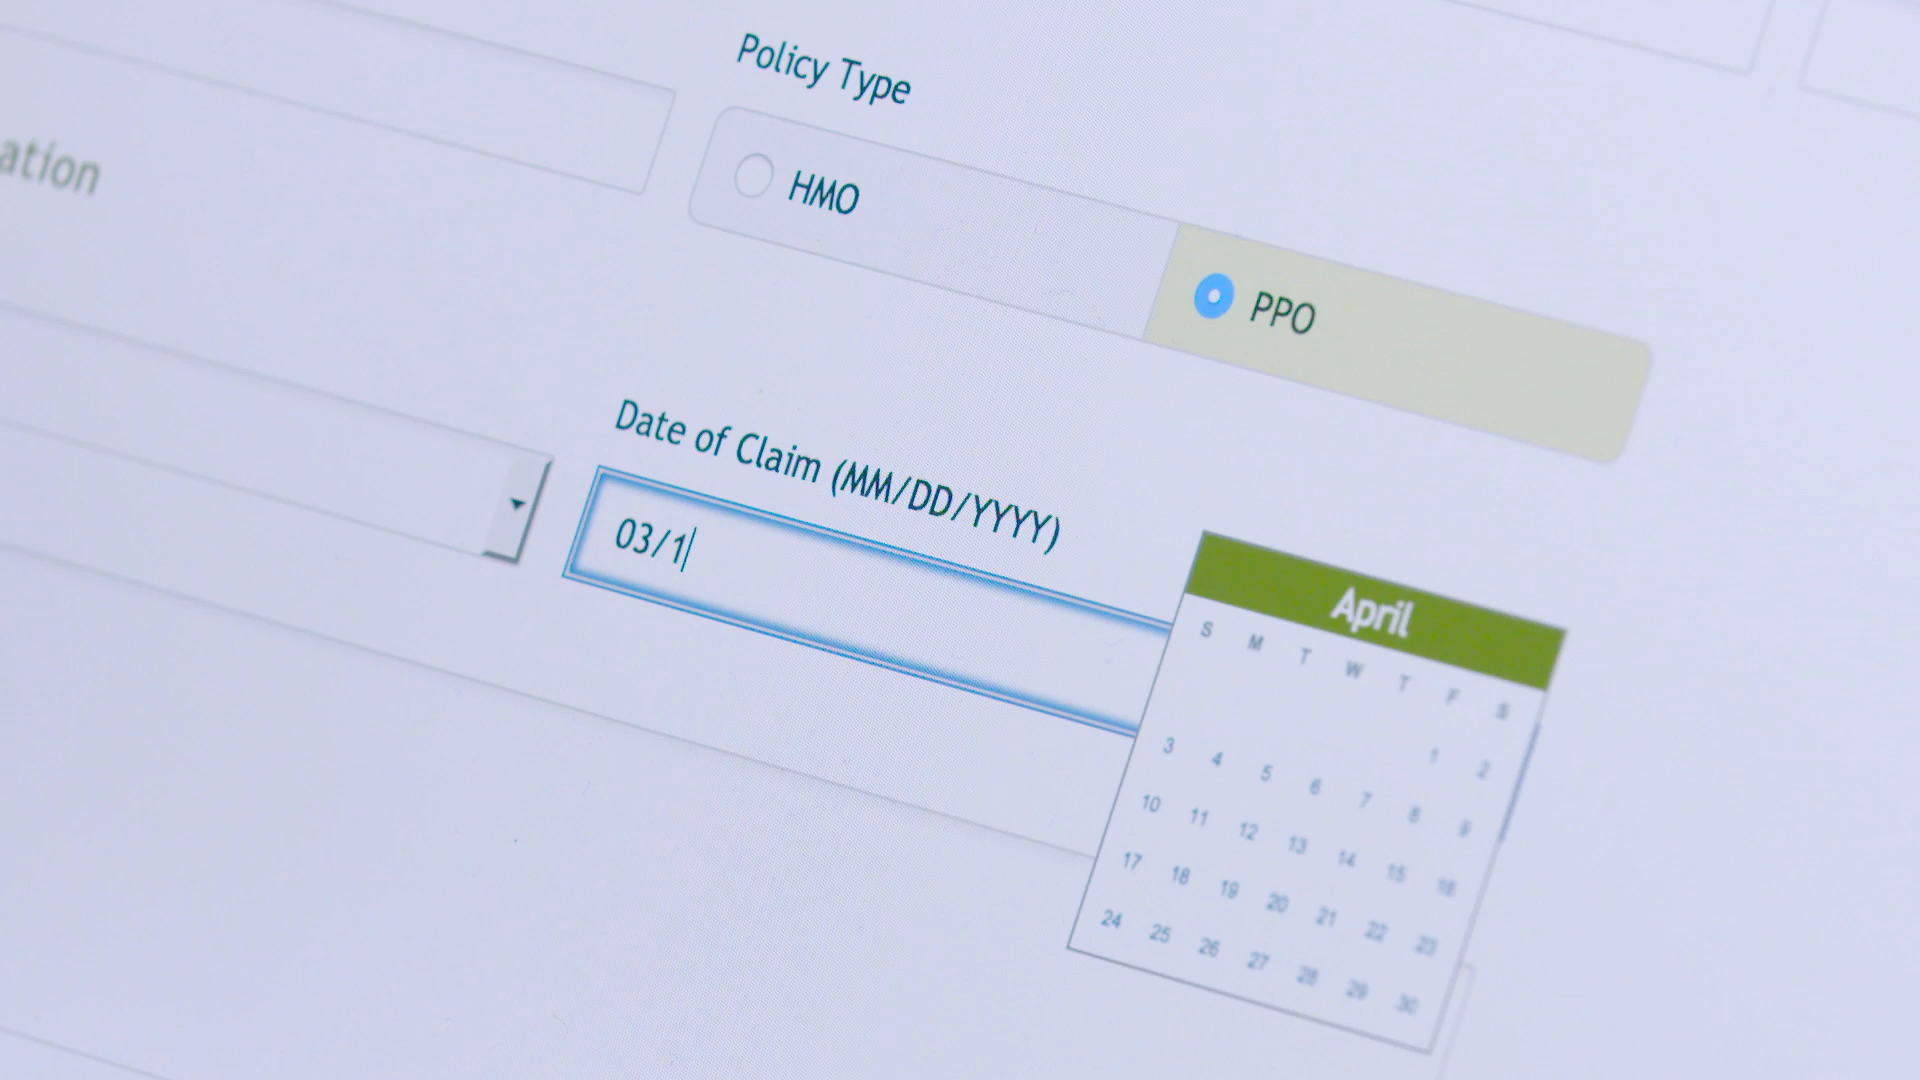 Policy Type
ation
HMO
PPO
Date of Claim (MM/DD/YYYY)
03/1
April
S M T W T F S
1 2
3 4 5 6 7 8 9
10 11 12 13 14 15 16
17 18 19 20 21 22 23
24 25 26 27 28 29 30